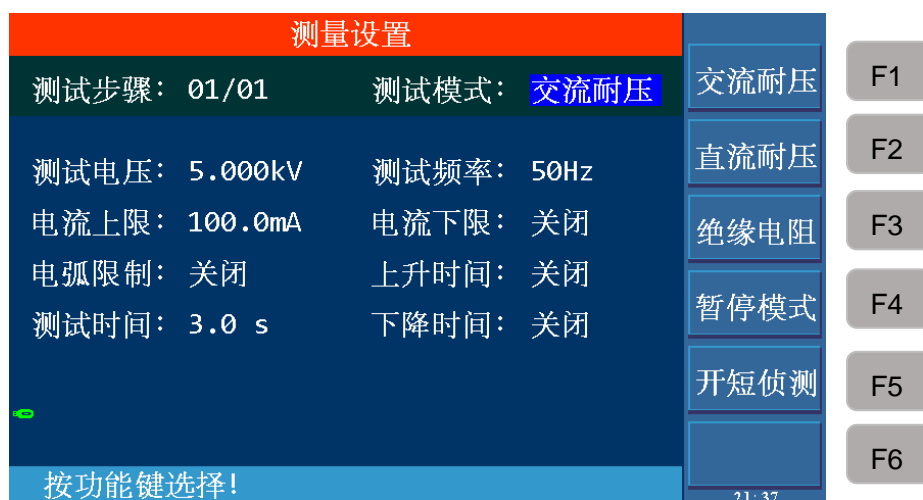 测量设置
测试步骤：01/01 测试模式：交流耐压
测试电压：5.000kV 测试频率：50Hz
电流上限：100.0mA 电流下限：关闭
电弧限制：关闭 上升时间：关闭
测试时间：3.0 s 下降时间：关闭
按功能键选择!
交流耐压 F1
直流耐压 F2
绝缘电阻 F3
暂停模式 F4
开短侦测 F5
F6
21:37